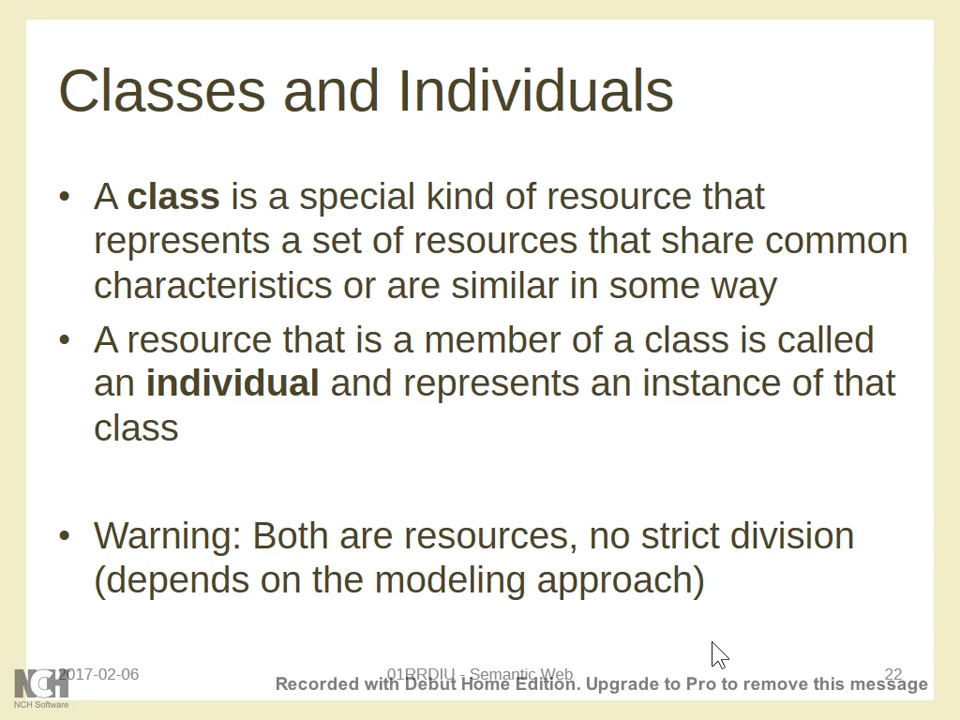 Classes and Individuals
• A class is a special kind of resource that
represents a set of resources that share common
characteristics or are similar in some way
• A resource that is a member of a class is called
an individual and represents an instance of that
class
• Warning: Both are resources, no strict division
(depends on the modeling approach)
2017-02-06
01RRDIU - Semantic Web
22
NCH
NCH Software
Recorded with Debut Home Edition. Upgrade to Pro to remove this message